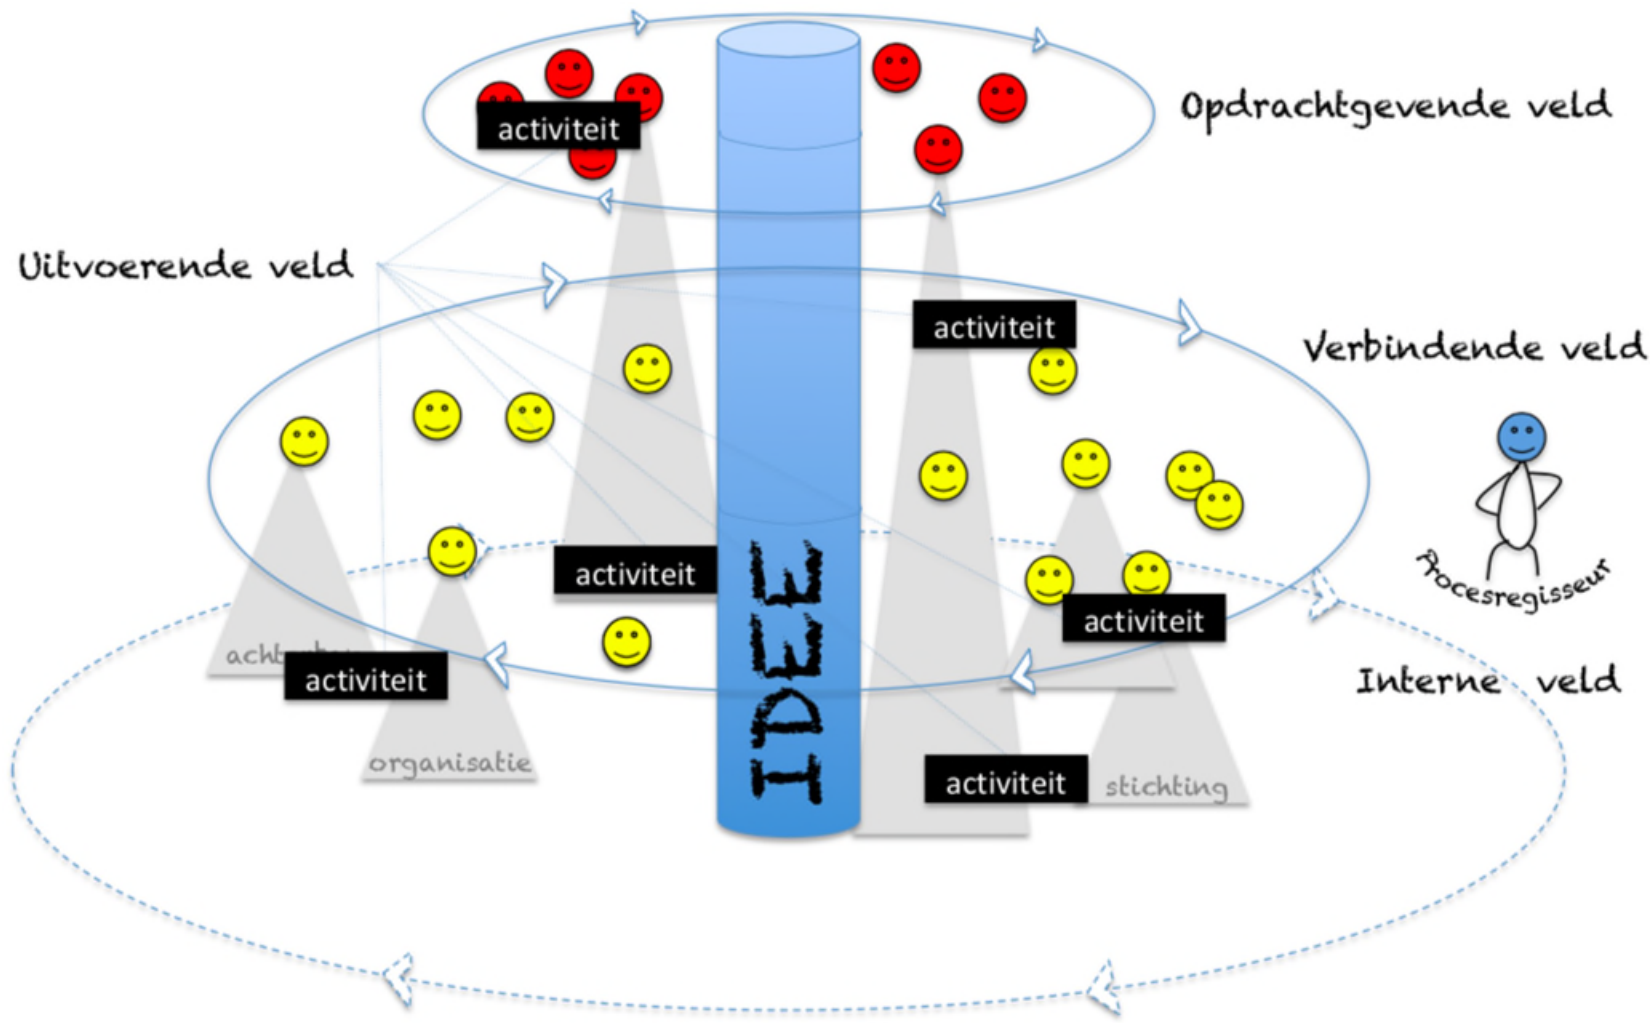 activiteit
Opdrachtgevende veld
Uitvoerende veld
activiteit
Verbindende veld
activiteit
Procesregisseur
activiteit
activiteit
Interne veld
IDEE
organisatie
activiteit
stichting